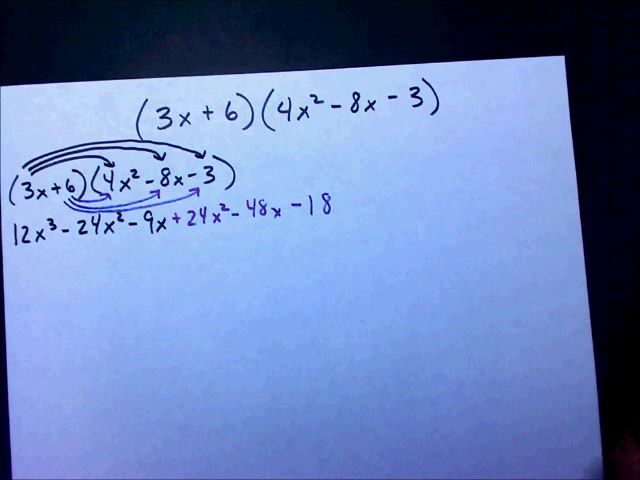 (3x + 6)(4x² - 8x - 3)
(3x + 6)(4x² - 8x - 3)
12x³ - 24x² - 9x + 24x² - 48x - 18